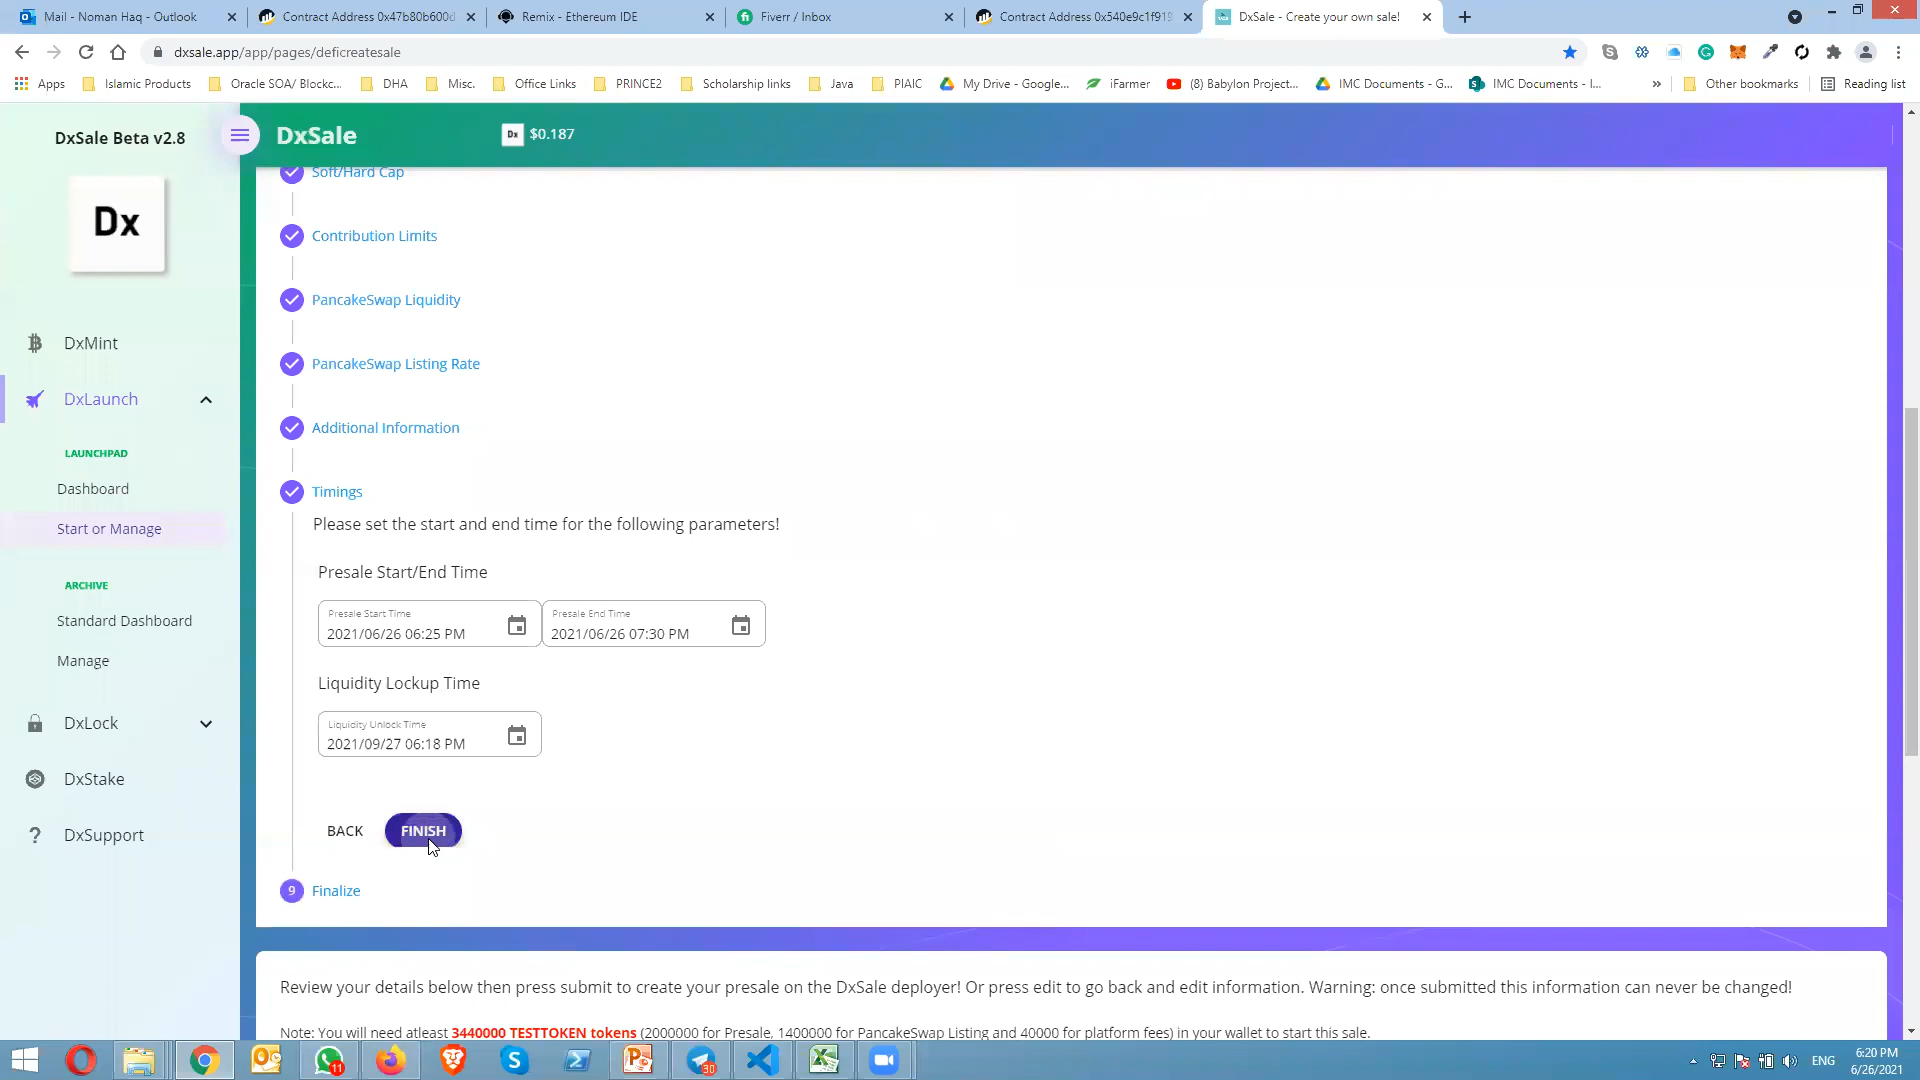 Mail - Noman Haq - Outlook
Contract Address 0x47b80b600d
Remix - Ethereum IDE
Fiverr / Inbox
Contract Address 0x540e9c1f919
DxSale - Create your own sale!
dxsale.app/app/pages/deficreatesale
Apps
Islamic Products
Oracle SOA/ Blockc...
DHA
Misc.
Office Links
PRINCE2
Scholarship links
Java
PIAIC
My Drive - Google...
iFarmer
(8) Babylon Project...
IMC Documents - G...
IMC Documents - I...
»
Other bookmarks
Reading list
DxSale Beta v2.8
DxSale
Dx
$0.187
Dx
DxMint
DxLaunch
LAUNCHPAD
Dashboard
Start or Manage
ARCHIVE
Standard Dashboard
Manage
DxLock
DxStake
? DxSupport
Soft/Hard Cap
Contribution Limits
PancakeSwap Liquidity
PancakeSwap Listing Rate
Additional Information
Timings
Please set the start and end time for the following parameters!
Presale Start/End Time
Presale Start Time
2021/06/26 06:25 PM
Presale End Time
2021/06/26 07:30 PM
Liquidity Lockup Time
Liquidity Unlock Time
2021/09/27 06:18 PM
BACK
FINISH
9 Finalize
Review your details below then press submit to create your presale on the DxSale deployer! Or press edit to go back and edit information. Warning: once submitted this information can never be changed!
Note: You will need atleast 3440000 TESTTOKEN tokens (2000000 for Presale, 1400000 for PancakeSwap Listing and 40000 for platform fees) in your wallet to start this sale.
11
30
ENG
6:20 PM
6/26/2021